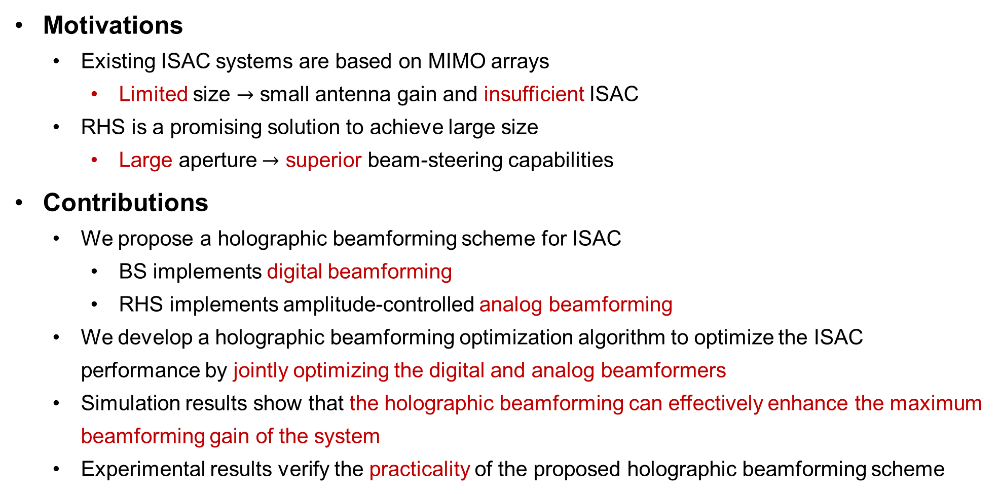 • Motivations
• Existing ISAC systems are based on MIMO arrays
• Limited size → small antenna gain and insufficient ISAC
• RHS is a promising solution to achieve large size
• Large aperture → superior beam-steering capabilities
• Contributions
• We propose a holographic beamforming scheme for ISAC
• BS implements digital beamforming
• RHS implements amplitude-controlled analog beamforming
• We develop a holographic beamforming optimization algorithm to optimize the ISAC
performance by jointly optimizing the digital and analog beamformers
• Simulation results show that the holographic beamforming can effectively enhance the maximum
beamforming gain of the system
• Experimental results verify the practicality of the proposed holographic beamforming scheme